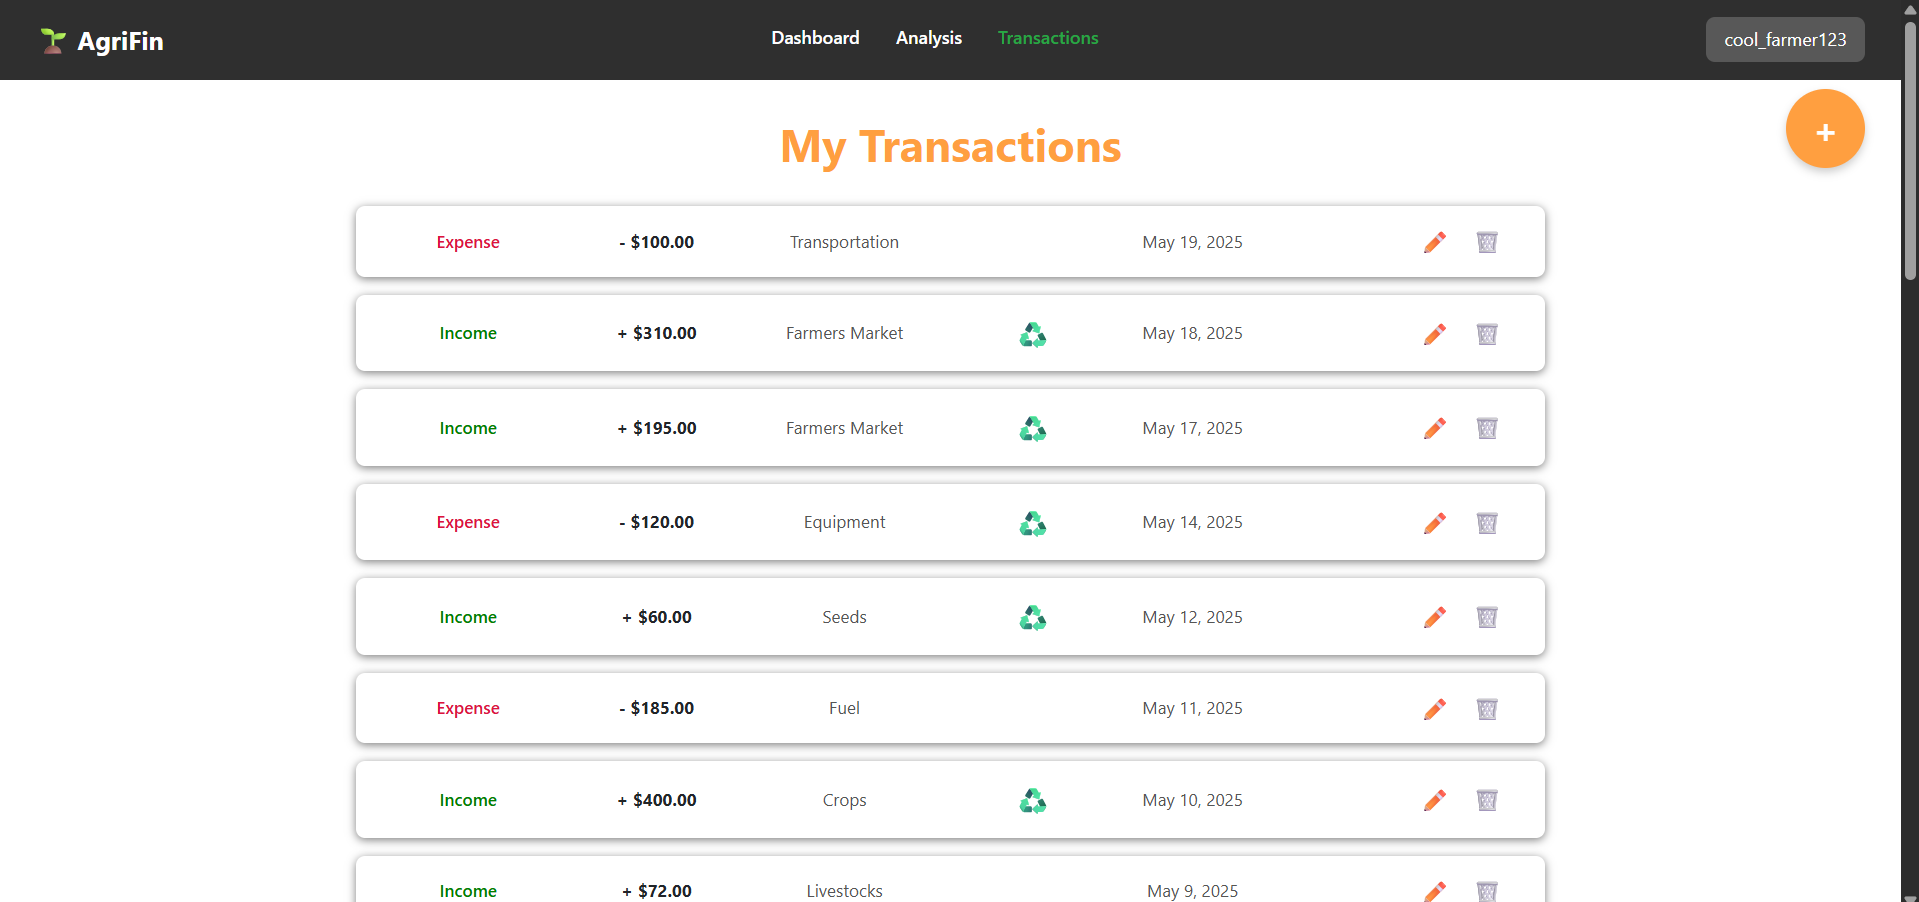 AgriFin
Dashboard Analysis Transactions
cool_farmer123
+
My Transactions
Expense - $100.00 Transportation May 19, 2025
Income + $310.00 Farmers Market May 18, 2025
Income + $195.00 Farmers Market May 17, 2025
Expense - $120.00 Equipment May 14, 2025
Income + $60.00 Seeds May 12, 2025
Expense - $185.00 Fuel May 11, 2025
Income + $400.00 Crops May 10, 2025
Income + $72.00 Livestocks May 9, 2025